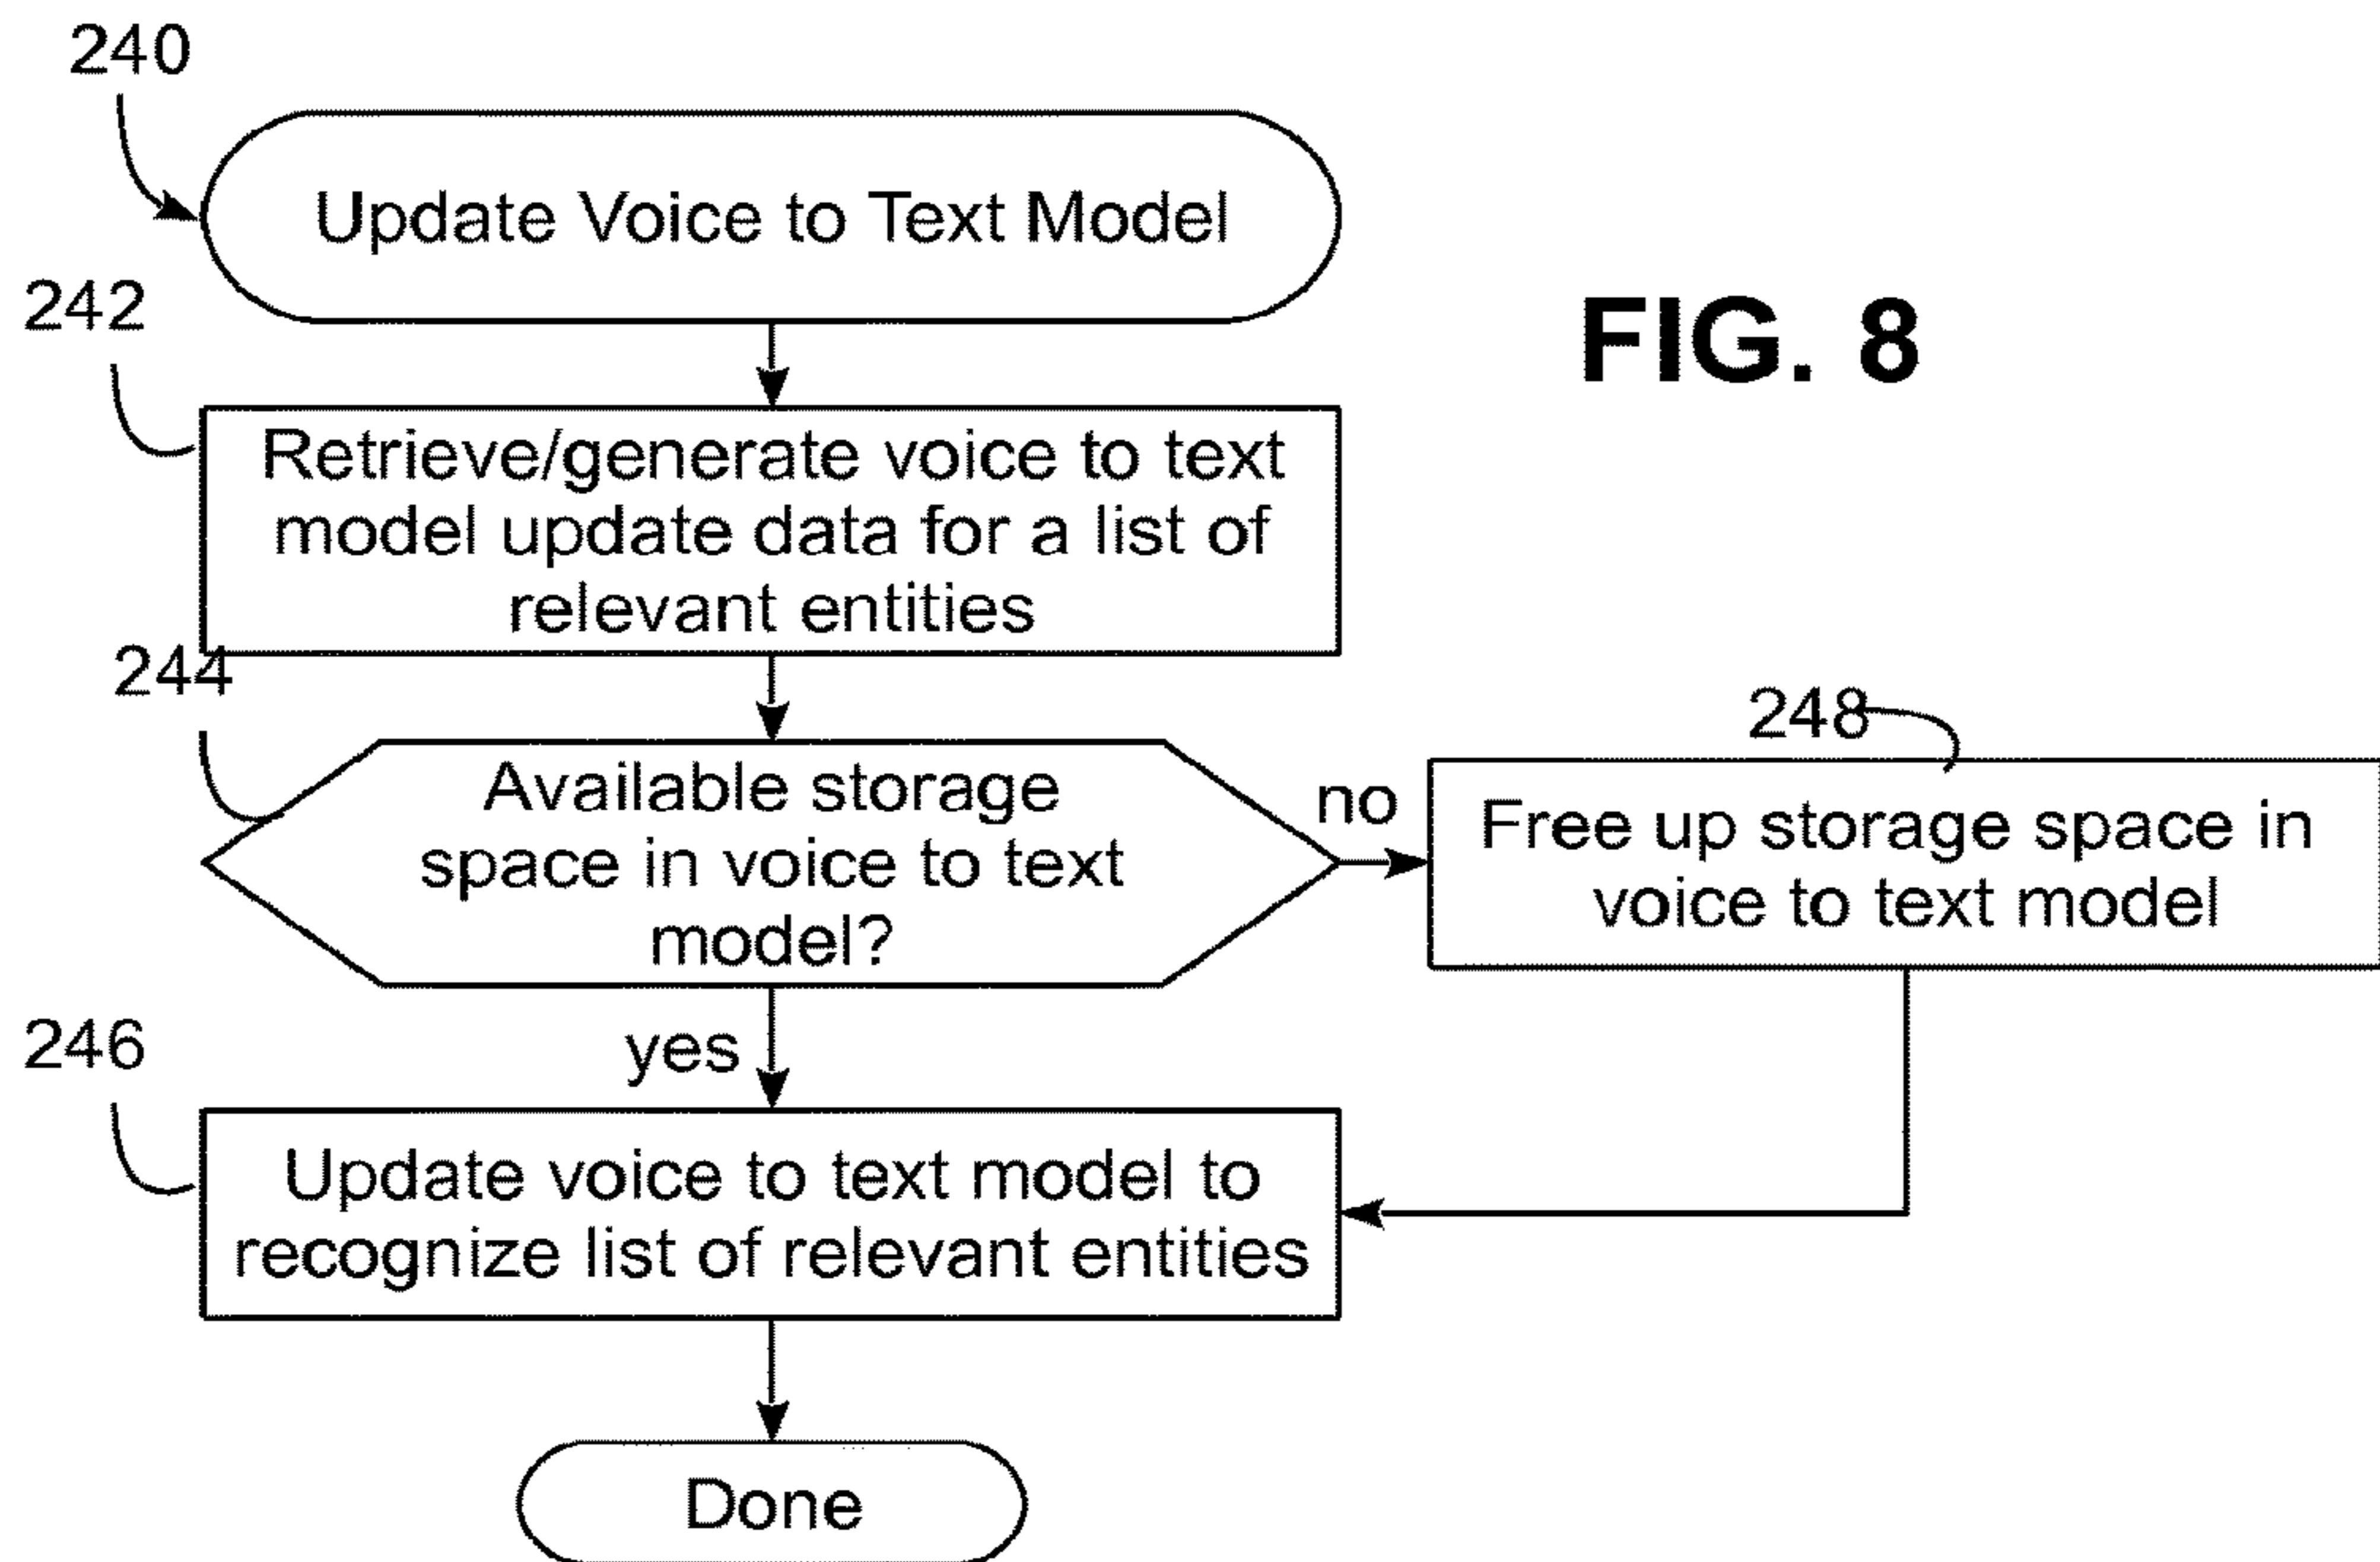 240
Update Voice to Text Model
242
FIG. 8
Retrieve/generate voice to text
model update data for a list of
relevant entities
244
248
Available storage
space in voice to text
model?
no
Free up storage space in
voice to text model
yes
246
Update voice to text model to
recognize list of relevant entities
Done